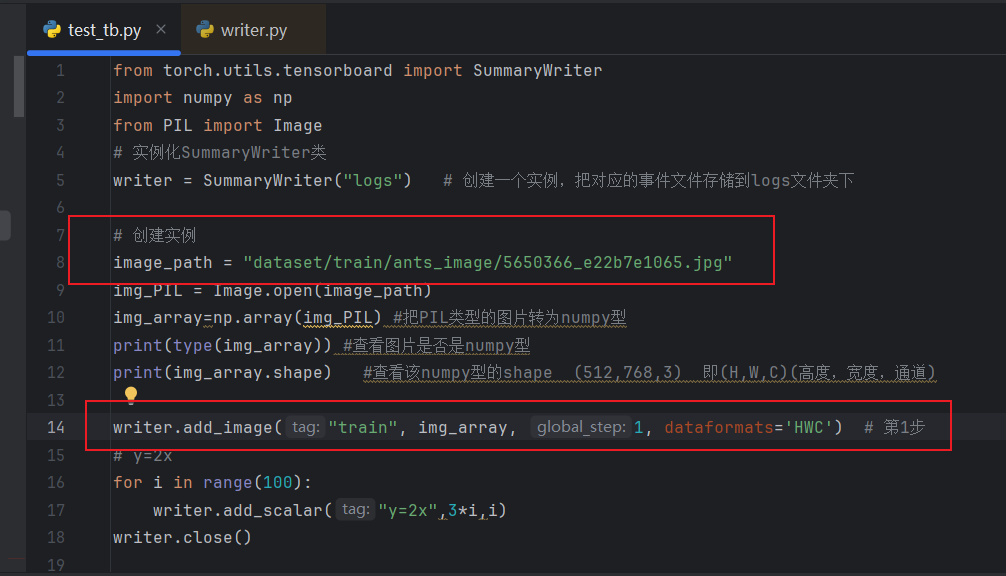 test_tb.py × writer.py
1 from torch.utils.tensorboard import SummaryWriter
2 import numpy as np
3 from PIL import Image
4 # 实例化SummaryWriter类
5 writer = SummaryWriter("logs") # 创建一个实例，把对应的事件文件存储到logs文件夹下
6
7 # 创建实例
8 image_path = "dataset/train/ants_image/5650366_e22b7e1065.jpg"
9 img_PIL = Image.open(image_path)
10 img_array=np.array(img_PIL) #把PIL类型的图片转为numpy型
11 print(type(img_array)) #查看图片是否是numpy型
12 print(img_array.shape) #查看该numpy型的shape (512,768,3) 即(H,W,C)(高度，宽度，通道)
13
14 writer.add_image( tag: "train", img_array, global_step: 1, dataformats='HWC') # 第1步
15 # y=2x
16 for i in range(100):
17 writer.add_scalar( tag: "y=2x",3*i,i)
18 writer.close()
19